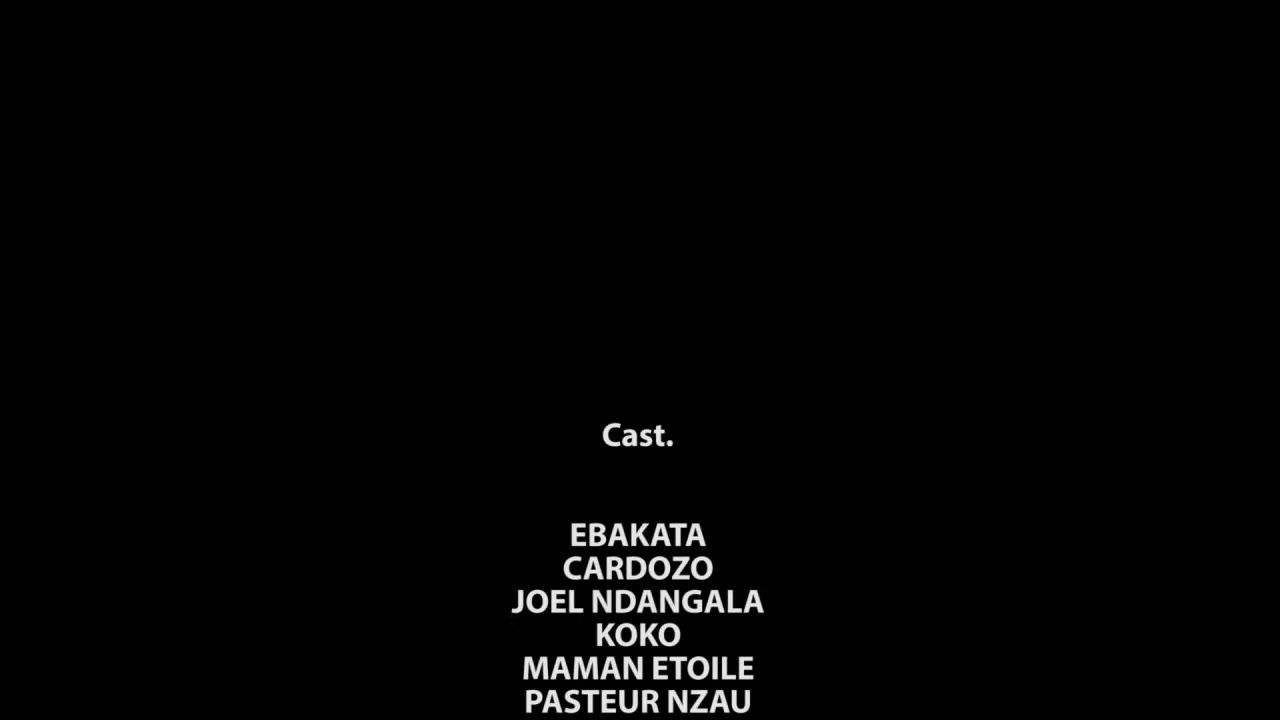 Cast.
EBAKATA
CARDOZO
JOEL NDANGALA
KOKO
MAMAN ETOILE
PASTEUR NZAU